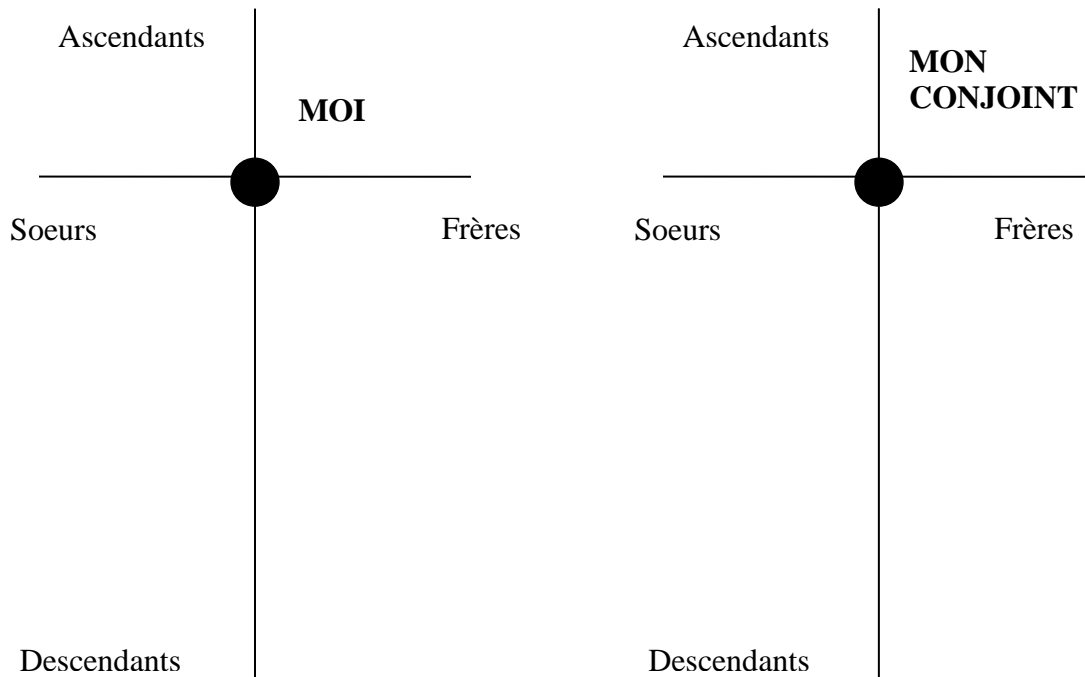 Ascendants
MOI
Soeurs
Frères
Descendants
Ascendants
MON
CONJOINT
Soeurs
Frères
Descendants